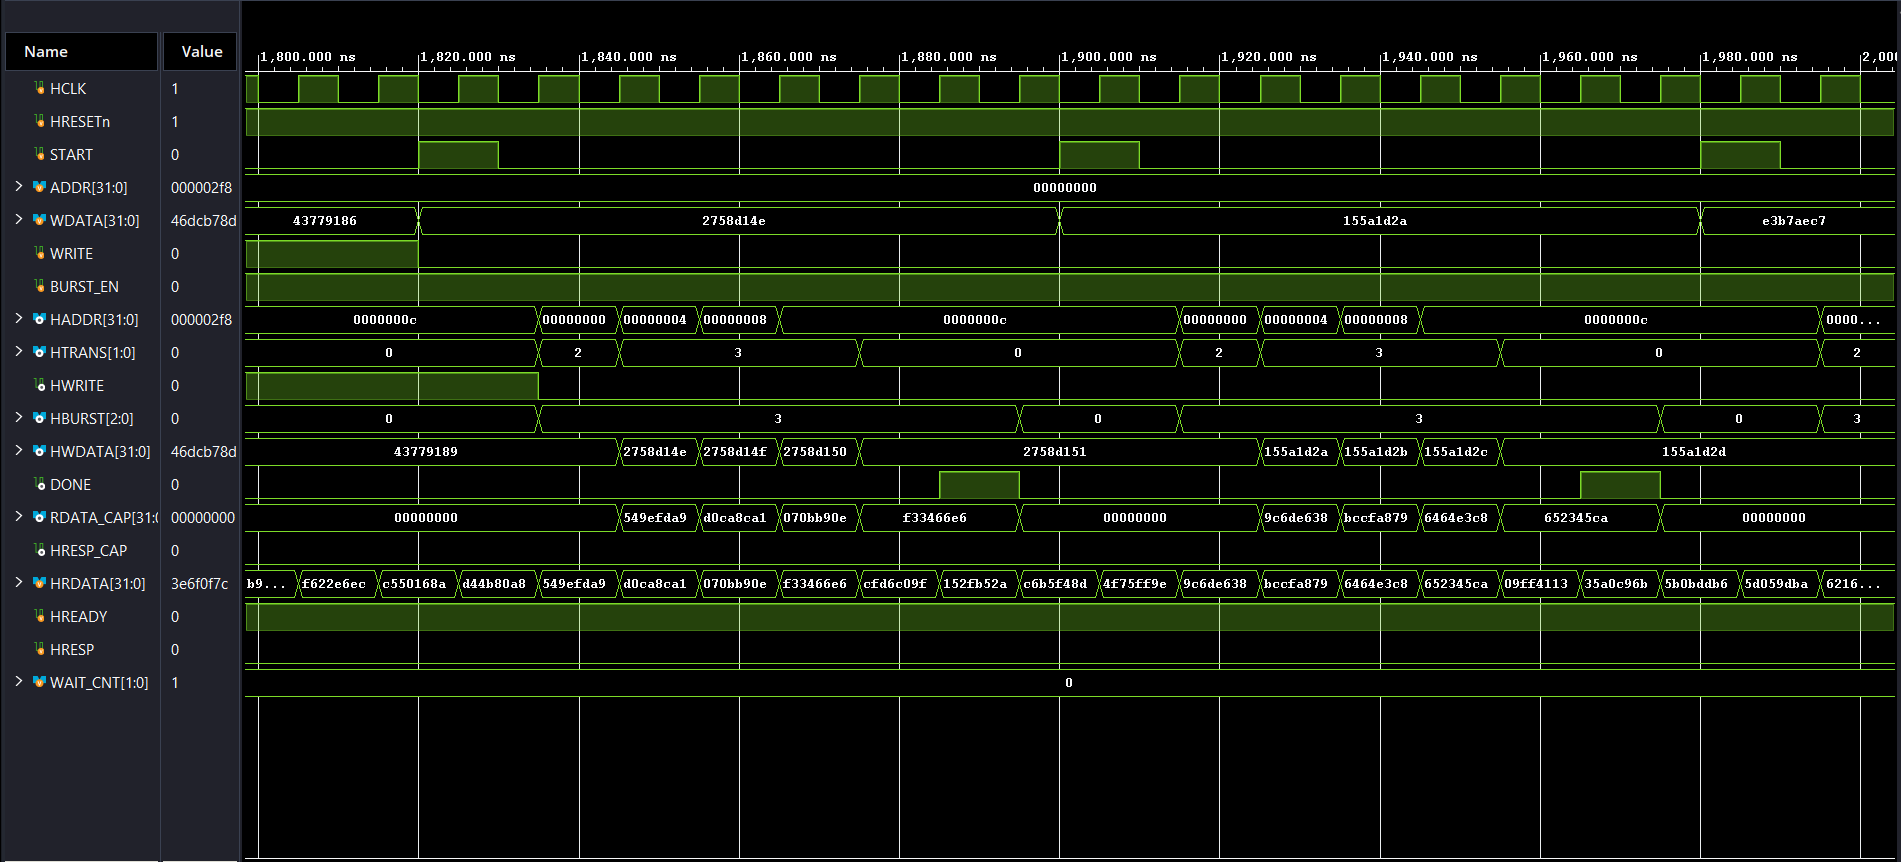 Name Value
1,800.000 ns 1,820.000 ns 1,840.000 ns 1,860.000 ns 1,880.000 ns 1,900.000 ns 1,920.000 ns 1,940.000 ns 1,960.000 ns 1,980.000 ns 2,00
HCLK 1
HRESETn 1
START 0
ADDR[31:0] 000002f8 00000000
WDATA[31:0] 46dcb78d 43779186 2758d14e 155a1d2a e3b7aec7
WRITE 0
BURST_EN 0
HADDR[31:0] 000002f8 0000000c 00000000 00000004 00000008 0000000c 00000000 00000004 00000008 0000000c 0000...
HTRANS[1:0] 0 0 2 3 0 2 3 0 2
HWRITE 0
HBURST[2:0] 0 0 3 0 3 0 3
HWDATA[31:0] 46dcb78d 43779189 2758d14e 2758d14f 2758d150 2758d151 155a1d2a 155a1d2b 155a1d2c 155a1d2d
DONE 0
RDATA_CAP[31:( 00000000 00000000 549efda9 d0ca8ca1 070bb90e f33466e6 00000000 9c6de638 bccfa879 6464e3c8 652345ca 00000000
HRESP_CAP 0
HRDATA[31:0] 3e6f0f7c b9... f622e6ec c550168a d44b80a8 549efda9 d0ca8ca1 070bb90e f33466e6 cfd6c09f 152fb52a c6b5f48d 4f75ff9e 9c6de638 bccfa879 6464e3c8 652345ca 09ff4113 35a0c96b 5b0bddb6 5d059dba 6216...
HREADY 0
HRESP 0
WAIT_CNT[1:0] 1 0